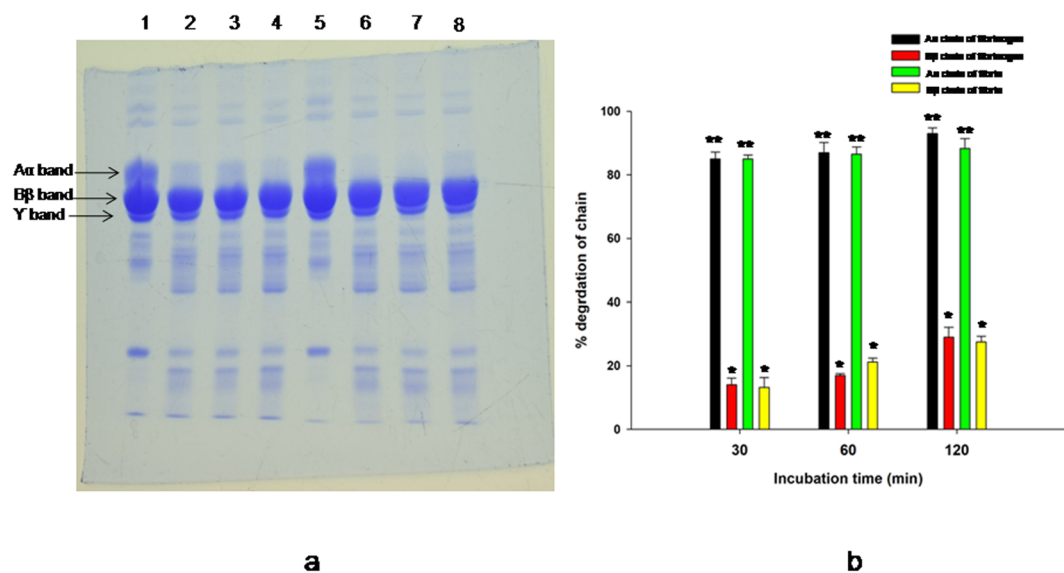 1 2 3 4 5 6 7 8
Aα band
Bβ band
ϒ band
a
Aα chain of fibrinogen
Bβ chain of fibrinogen
Aα chain of fibrin
Bβ chain of fibrin
% degrdation of chain
100
80
60
40
20
0
** ** * *
** ** * *
** ** * *
30 60 120
Incubation time (min)
b